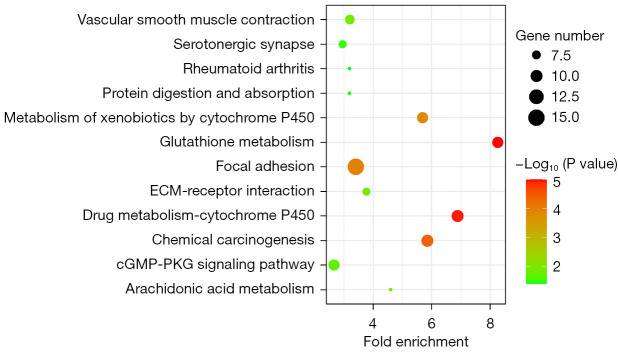 Vascular smooth muscle contraction
Serotonergic synapse
Rheumatoid arthritis
Protein digestion and absorption
Metabolism of xenobiotics by cytochrome P450
Glutathione metabolism
Focal adhesion
ECM-receptor interaction
Drug metabolism-cytochrome P450
Chemical carcinogenesis
cGMP-PKG signaling pathway
Arachidonic acid metabolism
4 6 8
Fold enrichment
Gene number
7.5
10.0
12.5
15.0
−Log₁₀ (P value)
5
4
3
2